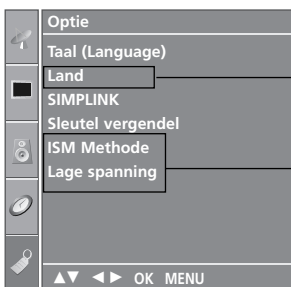 Optie
Taal (Language)
Land
SIMPLINK
Sleutel vergendel
ISM Methode
Lage spanning
▲▼ ◄► OK MENU